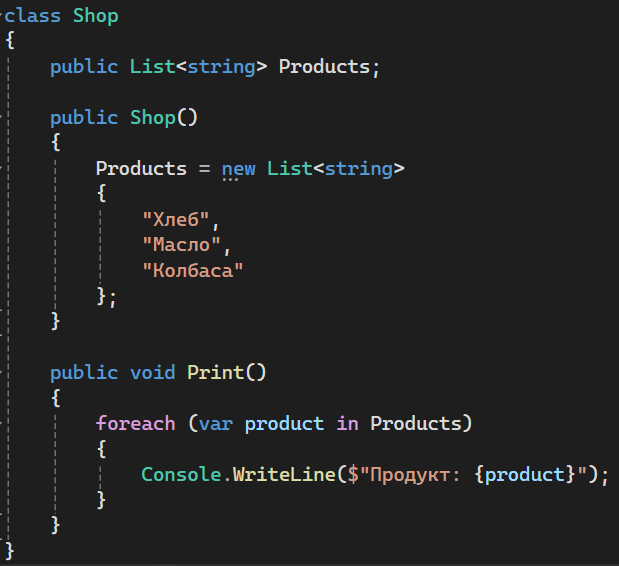 class Shop
{
    public List<string> Products;

    public Shop()
    {
        Products = new List<string>
        {
            "Хлеб",
            "Масло",
            "Колбаса"
        };
    }

    public void Print()
    {
        foreach (var product in Products)
        {
            Console.WriteLine($"Продукт: {product}");
        }
    }
}